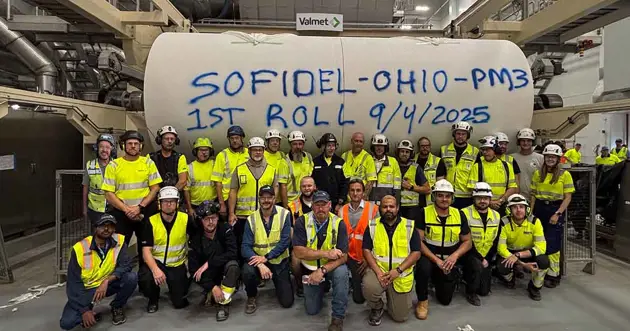 Valmet
SOFIDEL-OHIO-PM3
1ST ROLL 9/4/2025